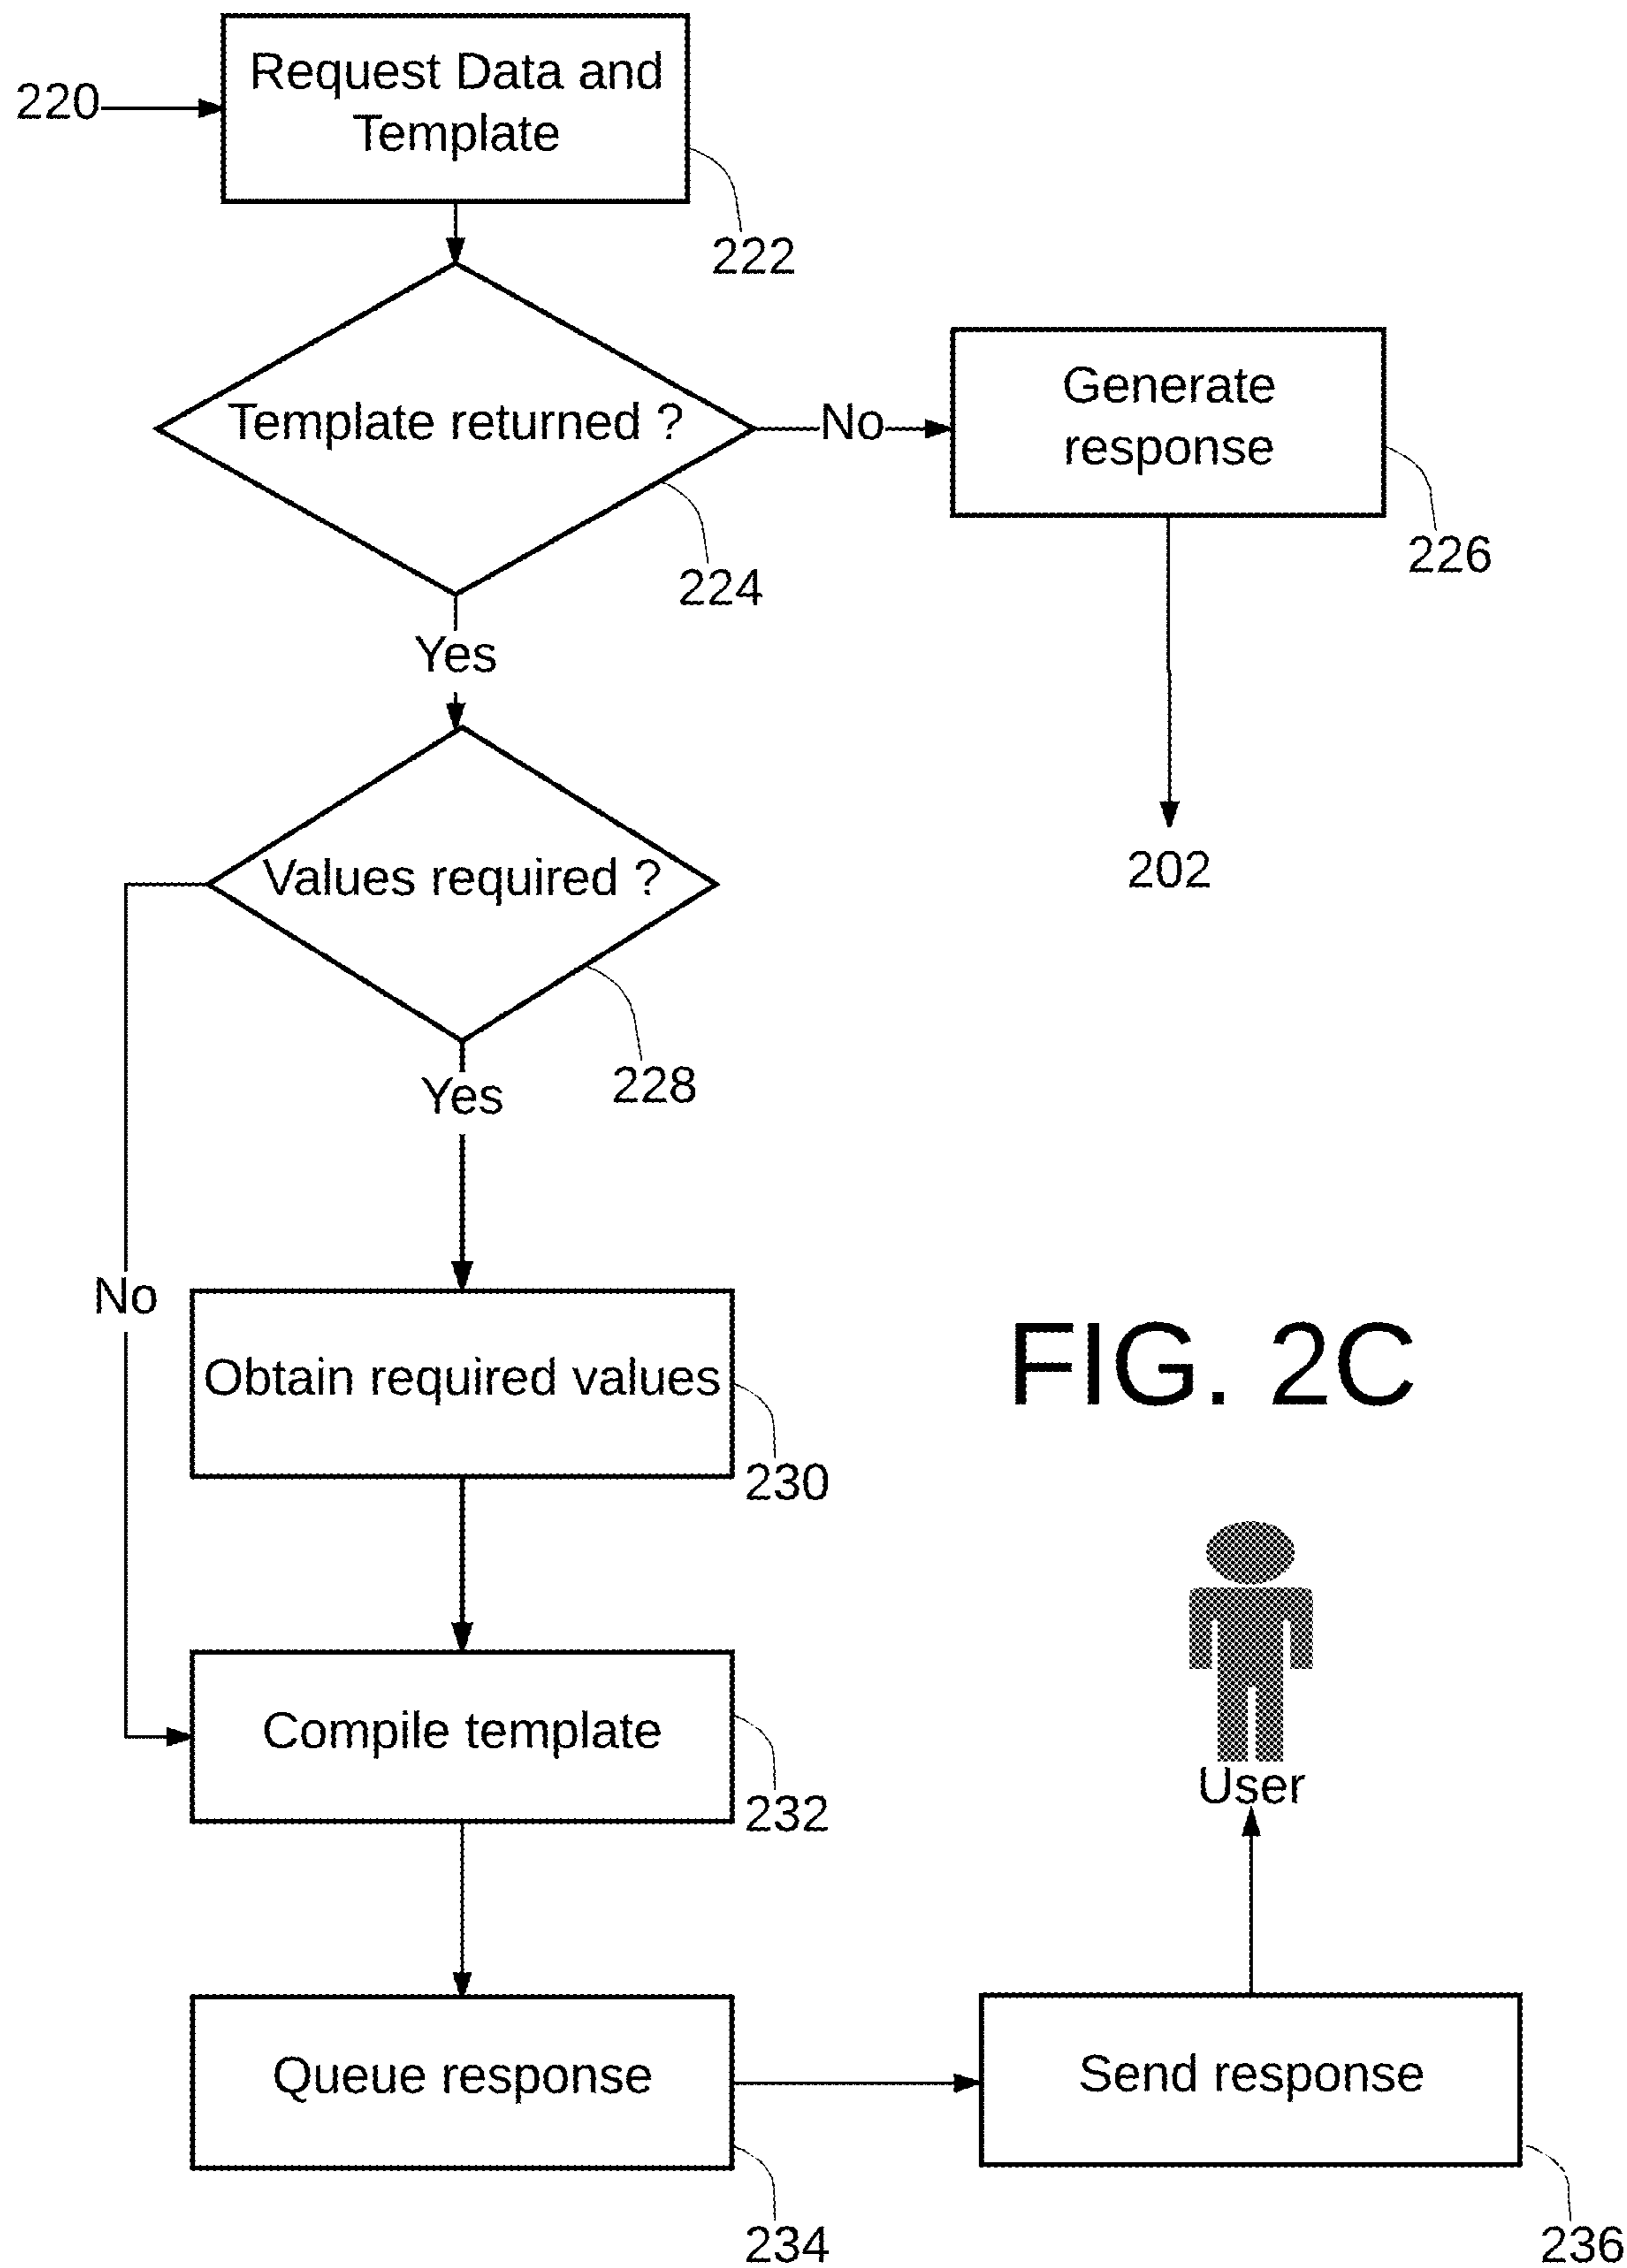 Request Data and
Template
220
222
Template returned ?
No
Generate
response
224
226
Yes
202
Values required ?
228
Yes
No
Obtain required values
230
FIG. 2C
Compile template
232
User
Queue response
Send response
234
236